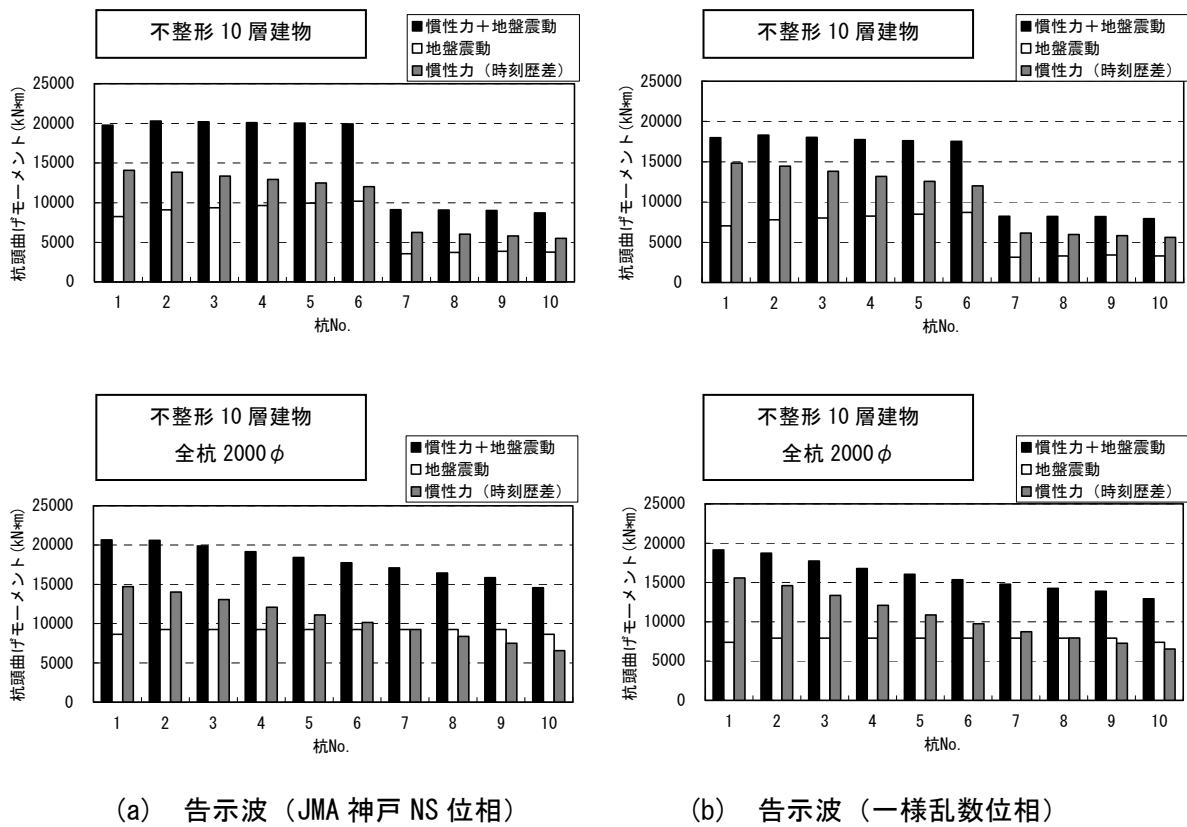 不整形 10 層建物
慣性力＋地盤震動
地盤震動
慣性力（時刻歴差）
25000
20000
15000
10000
5000
0
杭頭曲げモーメント(kN*m)
1 2 3 4 5 6 7 8 9 10
杭No.
不整形 10 層建物
慣性力＋地盤震動
地盤震動
慣性力（時刻歴差）
25000
20000
15000
10000
5000
0
杭頭曲げモーメント(kN*m)
1 2 3 4 5 6 7 8 9 10
杭No.
不整形 10 層建物
全杭 2000φ
慣性力＋地盤震動
地盤震動
慣性力（時刻歴差）
25000
20000
15000
10000
5000
0
杭頭曲げモーメント(kN*m)
1 2 3 4 5 6 7 8 9 10
杭No.
不整形 10 層建物
全杭 2000φ
慣性力＋地盤震動
地盤震動
慣性力（時刻歴差）
25000
20000
15000
10000
5000
0
杭頭曲げモーメント(kN*m)
1 2 3 4 5 6 7 8 9 10
杭No.
(a) 告示波（JMA 神戸 NS 位相）
(b) 告示波（一様乱数位相）